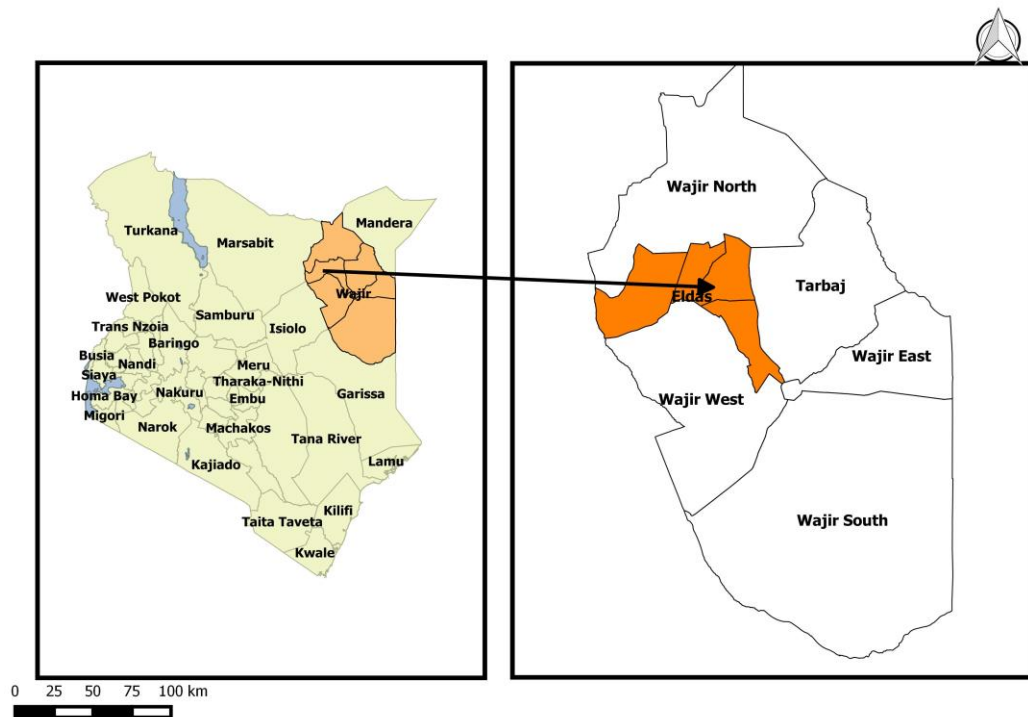 Mandera
Turkana
Marsabit
Wajir
West Pokot
Samburu
Isiolo
Trans Nzoia
Baringo
Busia
Nandi
Meru
Siaya
Tharaka-Nithi
Homa Bay
Nakuru
Embu
Garissa
Migori
Narok
Machakos
Tana River
Kajiado
Lamu
Taita Taveta
Kilifi
Kwale
Wajir North
Eldas
Tarbaj
Wajir East
Wajir West
Wajir South
0 25 50 75 100 km